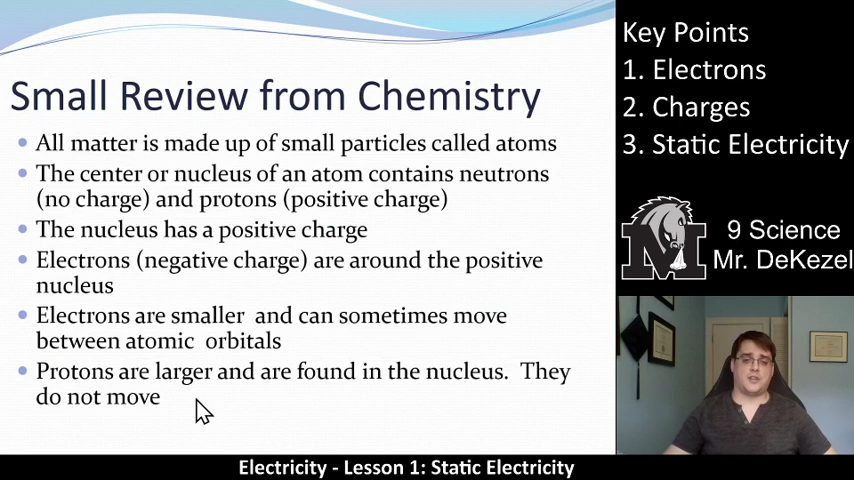 Small Review from Chemistry
All matter is made up of small particles called atoms
The center or nucleus of an atom contains neutrons
(no charge) and protons (positive charge)
The nucleus has a positive charge
Electrons (negative charge) are around the positive
nucleus
Electrons are smaller and can sometimes move
between atomic orbitals
Protons are larger and are found in the nucleus. They
do not move
Key Points
1. Electrons
2. Charges
3. Static Electricity
M
9 Science
Mr. DeKezel
Electricity - Lesson 1: Static Electricity